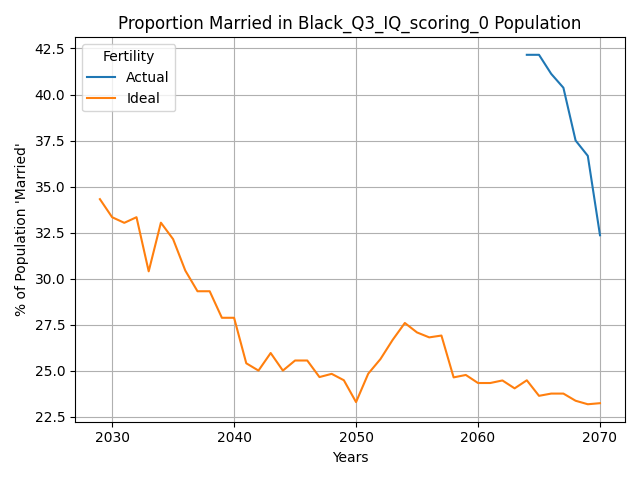 Proportion Married in Black_Q3_IQ_scoring_0 Population
Fertility
Actual
Ideal
% of Population 'Married'
42.5
40.0
37.5
35.0
32.5
30.0
27.5
25.0
22.5
2030 2040 2050 2060 2070
Years